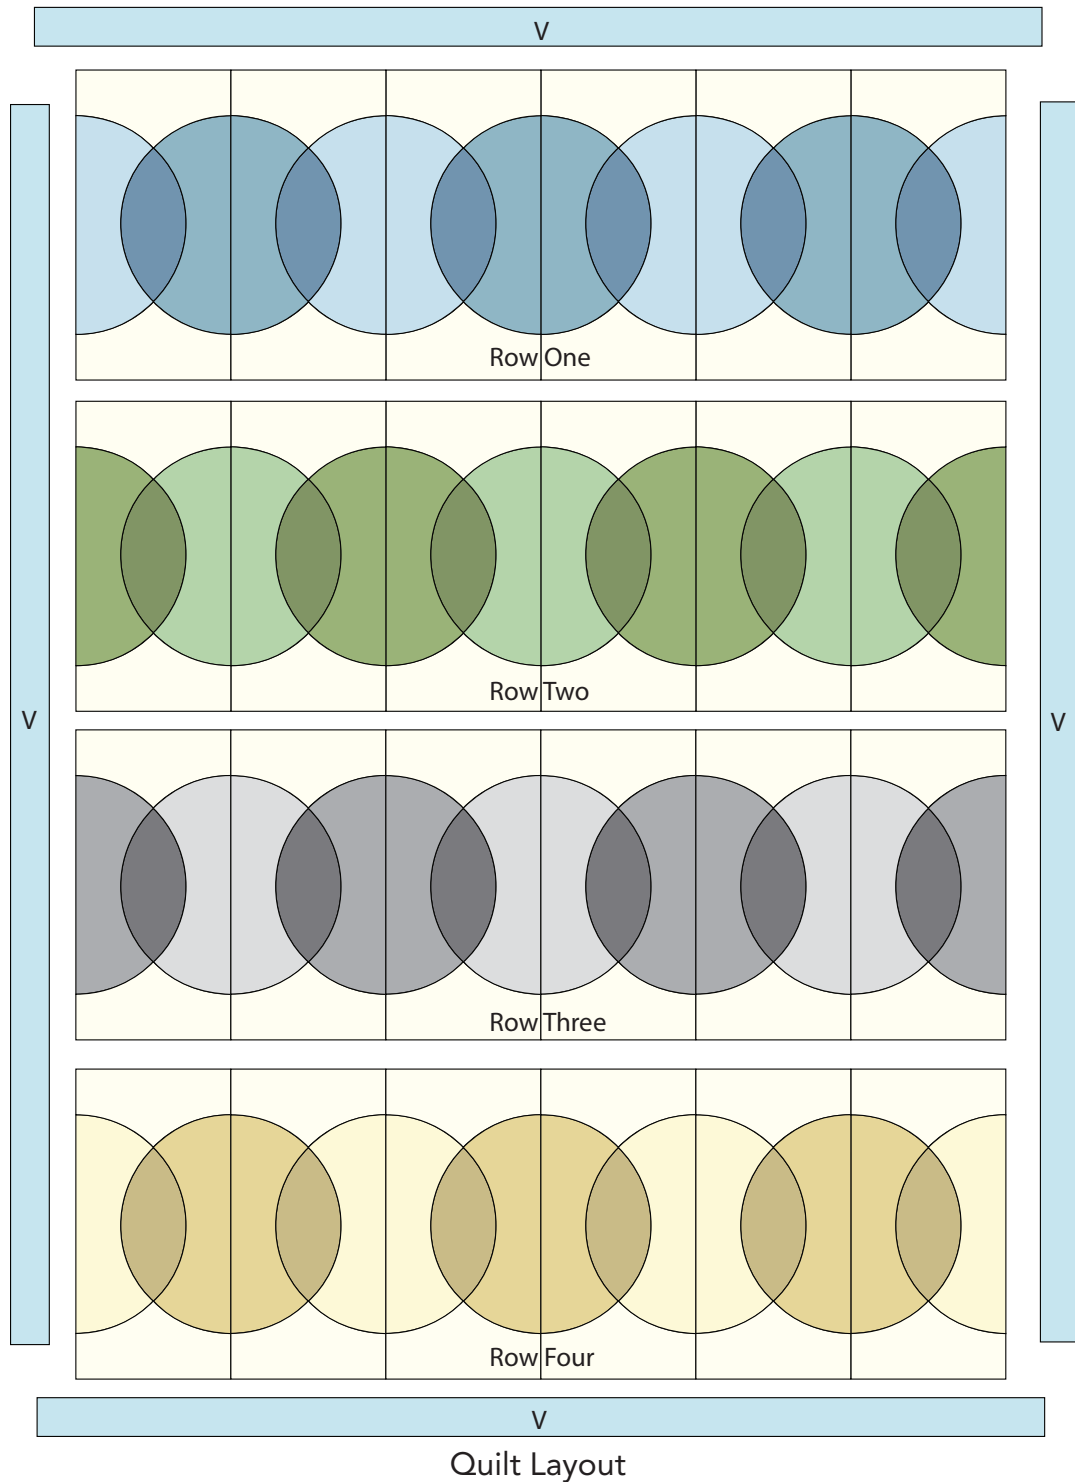 V
Row One
Row Two
V
V
Row Three
Row Four
V
Quilt Layout